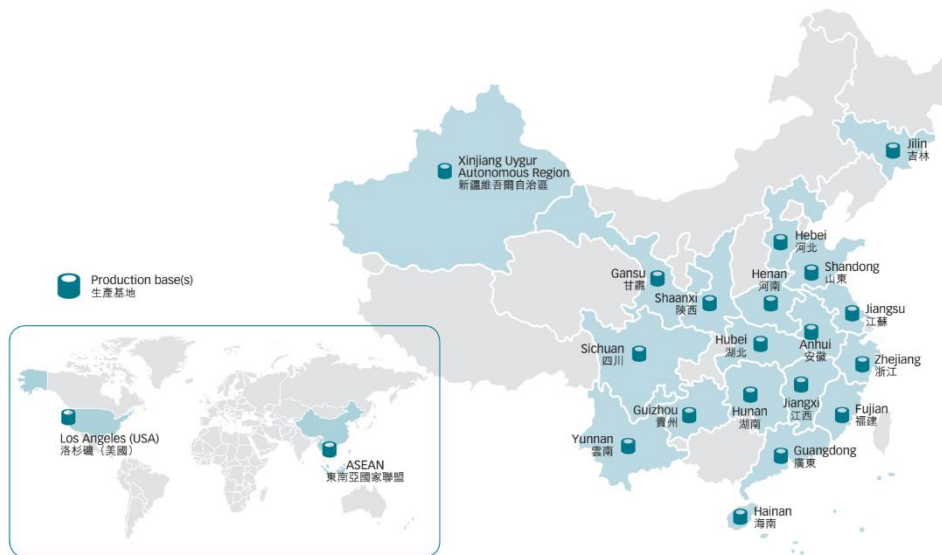 Jilin
吉林
Xinjiang Uygur
Autonomous Region
新疆維吾爾自治區
Hebei
河北
Production base(s)
生產基地
Gansu
甘肅
Henan
河南
Shandong
山東
Shaanxi
陝西
Jiangsu
江蘇
Sichuan
四川
Hubei
湖北
Anhui
安徽
Zhejiang
浙江
Guizhou
貴州
Hunan
湖南
Jiangxi
江西
Fujian
福建
Yunnan
雲南
Guangdong
廣東
Hainan
海南
Los Angeles (USA)
洛杉磯（美國）
ASEAN
東南亞國家聯盟